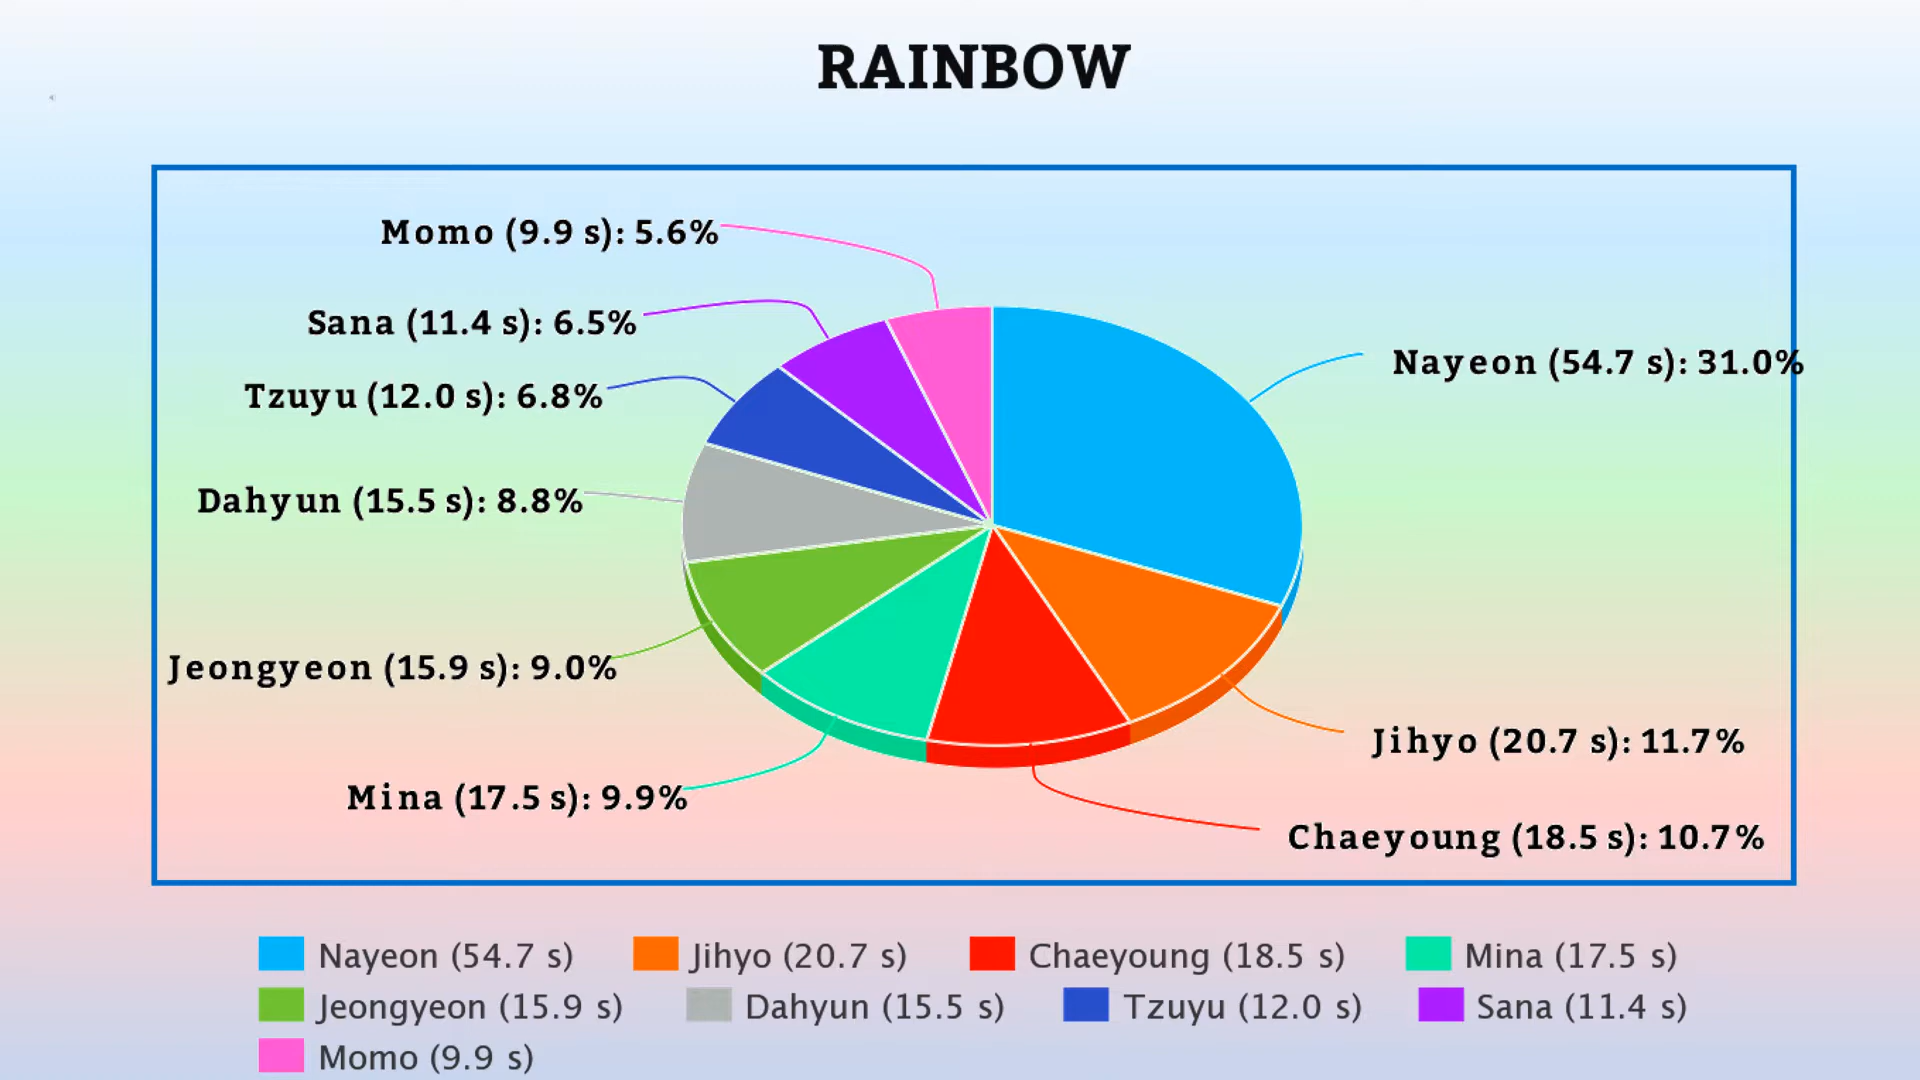 RAINBOW
Momo (9.9 s): 5.6%
Sana (11.4 s): 6.5%
Nayeon (54.7 s): 31.0%
Tzuyu (12.0 s): 6.8%
Dahyun (15.5 s): 8.8%
Jeongyeon (15.9 s): 9.0%
Jihyo (20.7 s): 11.7%
Mina (17.5 s): 9.9%
Chaeyoung (18.5 s): 10.7%
Nayeon (54.7 s) Jihyo (20.7 s) Chaeyoung (18.5 s) Mina (17.5 s)
Jeongyeon (15.9 s) Dahyun (15.5 s) Tzuyu (12.0 s) Sana (11.4 s)
Momo (9.9 s)